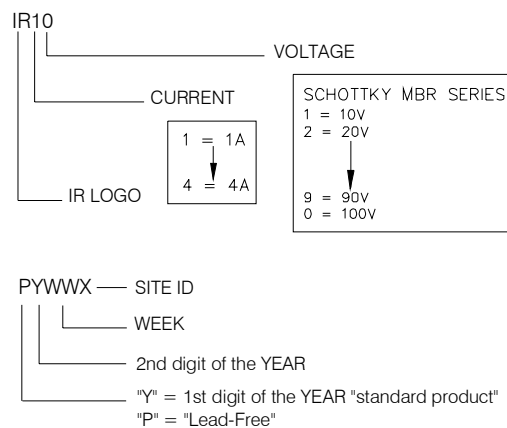 IR10
VOLTAGE
CURRENT
1 = 1A
4 = 4A
IR LOGO
SCHOTTKY MBR SERIES
1 = 10V
2 = 20V
9 = 90V
0 = 100V
PYWWX
SITE ID
WEEK
2nd digit of the YEAR
"Y" = 1st digit of the YEAR "standard product"
"P" = "Lead-Free"